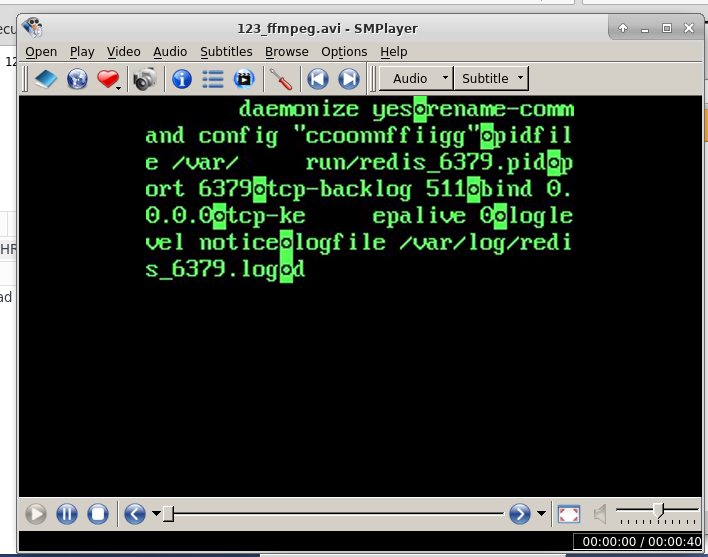 123_ffmpeg.avi - SMPlayer
Open Play Video Audio Subtitles Browse Options Help
Audio Subtitle
daemonize yes◘rename-comm
and config "ccoonnffiigg"◘pidfil
e /var/ run/redis_6379.pid◘p
ort 6379◘tcp-backlog 511◘bind 0.
0.0.0◘tcp-ke epalive 0◘logle
vel notice◘logfile /var/log/redi
s_6379.log◘d
00:00:00 / 00:00:40